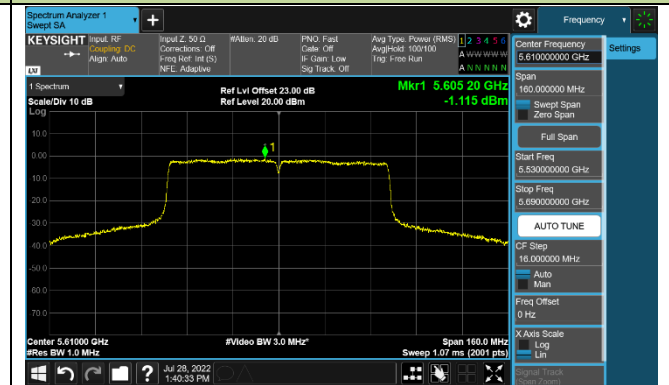 Spectrum Analyzer 1
Swept SA
Frequency
KEYSIGHT Input: RF
Coupling: DC
Align: Auto
Input Z: 50 Ω
Corrections: Off
Freq Ref: Int (S)
NFE: Adaptive
#Atten: 20 dB
PNO: Fast
Gate: Off
IF Gain: Low
Sig Track: Off
Avg Type: Power (RMS)
Avg|Hold: 100/100
Trig: Free Run
1 2 3 4 5 6
A WWWWW
A N N N N N
LXI
1 Spectrum
Scale/Div 10 dB
Log
Ref Lvl Offset 23.00 dB
Ref Level 20.00 dBm
Mkr1 5.605 20 GHz
-1.115 dBm
10.0
0.00
1
-10.0
-20.0
-30.0
-40.0
-50.0
-60.0
-70.0
Center 5.61000 GHz
#Res BW 1.0 MHz
#Video BW 3.0 MHz*
Span 160.0 MHz
Sweep 1.07 ms (2001 pts)
Jul 28, 2022
1:40:33 PM
?
Center Frequency
5.610000000 GHz
Settings
Span
160.000000 MHz
Swept Span
Zero Span
Full Span
Start Freq
5.530000000 GHz
Stop Freq
5.690000000 GHz
AUTO TUNE
CF Step
16.000000 MHz
Auto
Man
Freq Offset
0 Hz
X Axis Scale
Log
Lin
Signal Track
(Span Zoom)